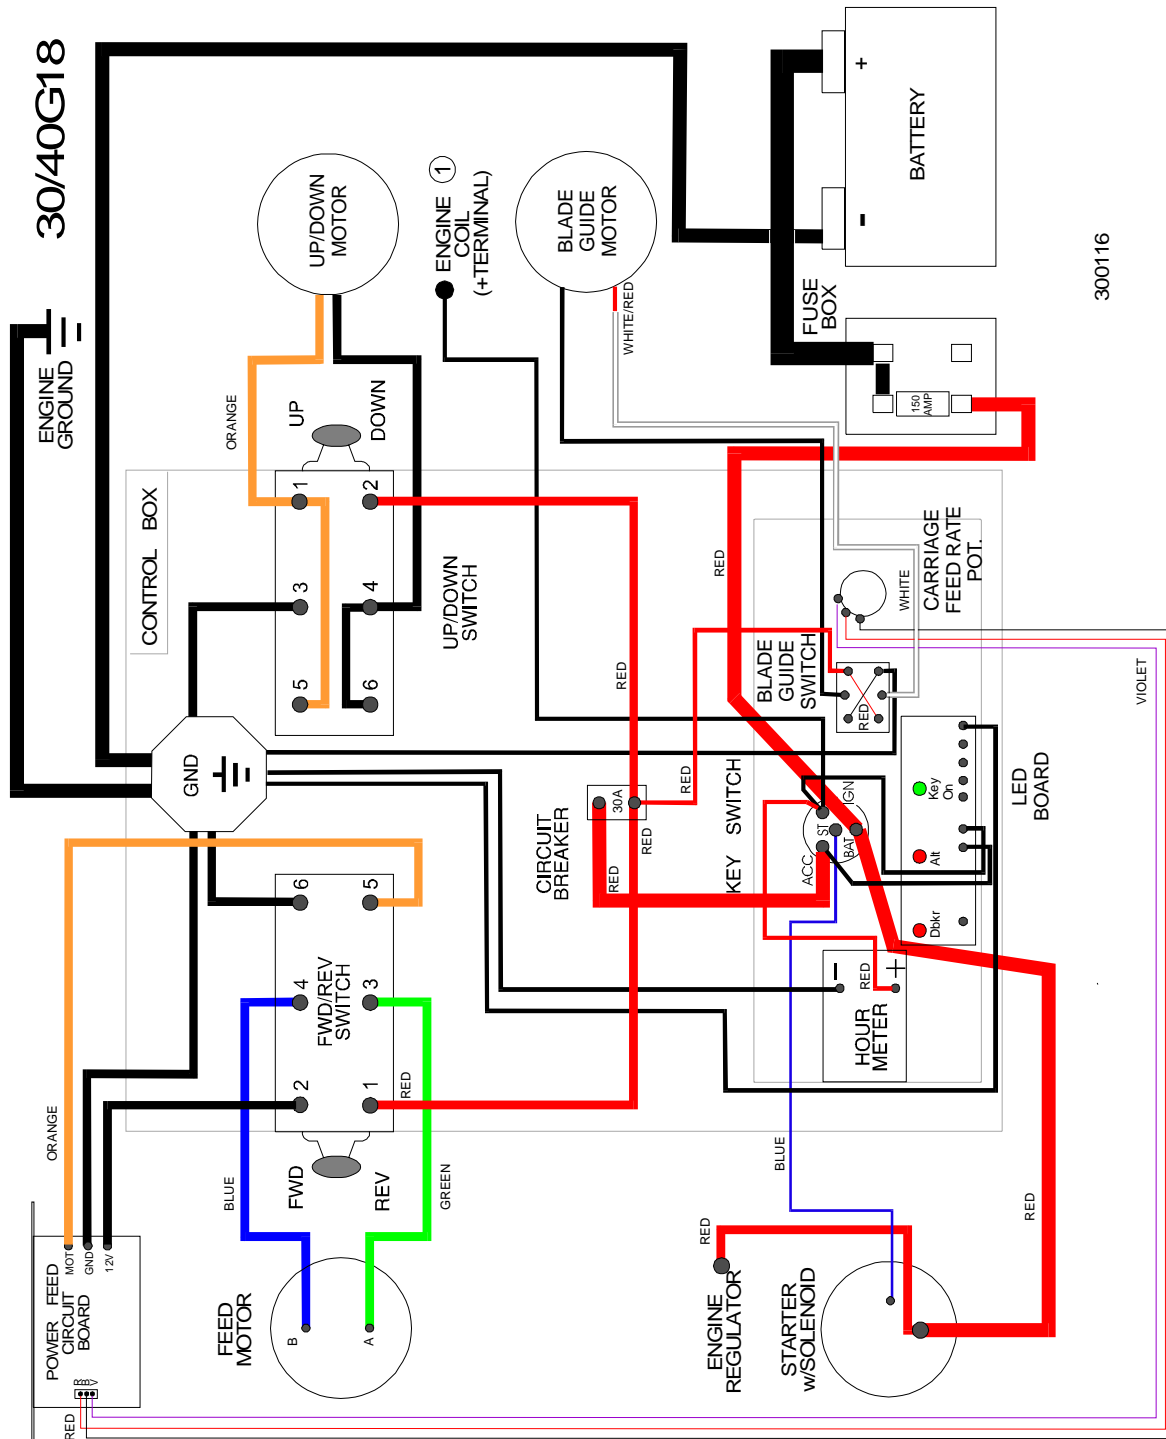 30/40G18
ENGINE
GROUND
UP/DOWN
MOTOR
ENGINE
COIL
(+TERMINAL)
1
BLADE
GUIDE
MOTOR
+
-
BATTERY
300116
FUSE
BOX
150
AMP
WHITE/RED
ORANGE
UP
DOWN
CONTROL BOX
1
2
3
4
5
6
UP/DOWN
SWITCH
RED
RED
CARRIAGE
FEED RATE
POT.
WHITE
VIOLET
BLADE
GUIDE
SWITCH
RED
GND
CIRCUIT
BREAKER
30A
RED
RED
RED
KEY SWITCH
ACC
ST
BAT
IGN
LED
BOARD
Key
On
Alt
Dbkr
HOUR
METER
-
+
RED
6
5
4
3
2
1
FWD/REV
SWITCH
RED
FWD
REV
BLUE
GREEN
ORANGE
BLUE
RED
RED
FEED
MOTOR
B
A
ENGINE
REGULATOR
STARTER
w/SOLENOID
POWER FEED
CIRCUIT
BOARD
MOT
GND
12V
R
B
V
RED